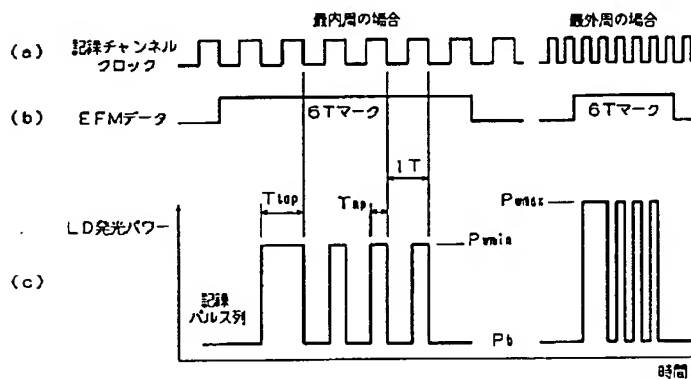 最内周の場合
最外周の場合
(a) 記録チャンネル
クロック
(b) EFMデータ
6Tマーク
6Tマーク
1T
Ttop
Tmp
Pwmax
LD発光パワー
Pwmin
(c)
記録
パルス列
Pb
時間